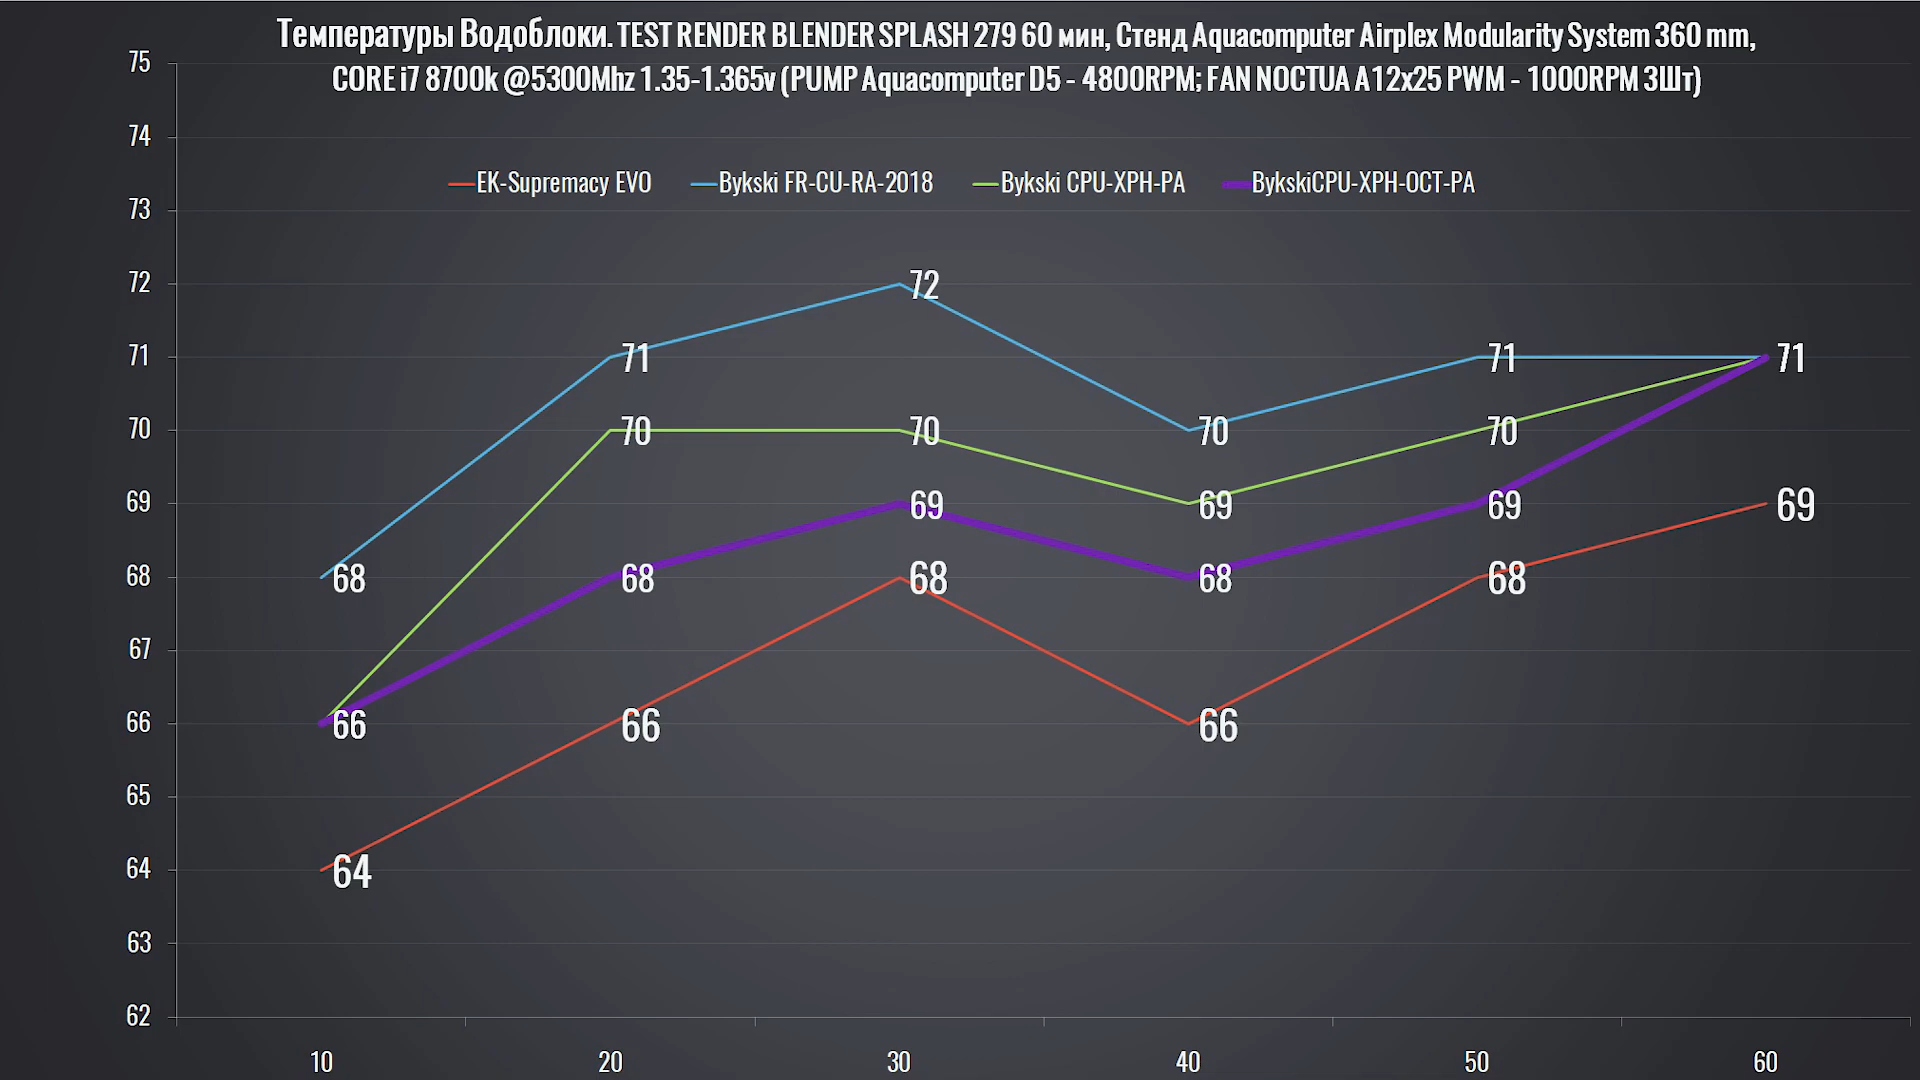 Температуры Водоблоки. TEST RENDER BLENDER SPLASH 279 60 мин, Стенд Aquacomputer Airplex Modularity System 360 mm,
CORE i7 8700k @5300Mhz 1.35-1.365v (PUMP Aquacomputer D5 - 4800RPM; FAN NOCTUA A12x25 PWM - 1000RPM 3Шт)
EK-Supremacy EVO Bykski FR-CU-RA-2018 Bykski CPU-XPH-PA BykskiCPU-XPH-OCT-PA
75
74
73
72 72
71 71 71 71
70 70 70 70 70
69 69 69 69 69
68 68 68 68 68 68
67
66 66 66 66
65
64 64
63
62
10 20 30 40 50 60